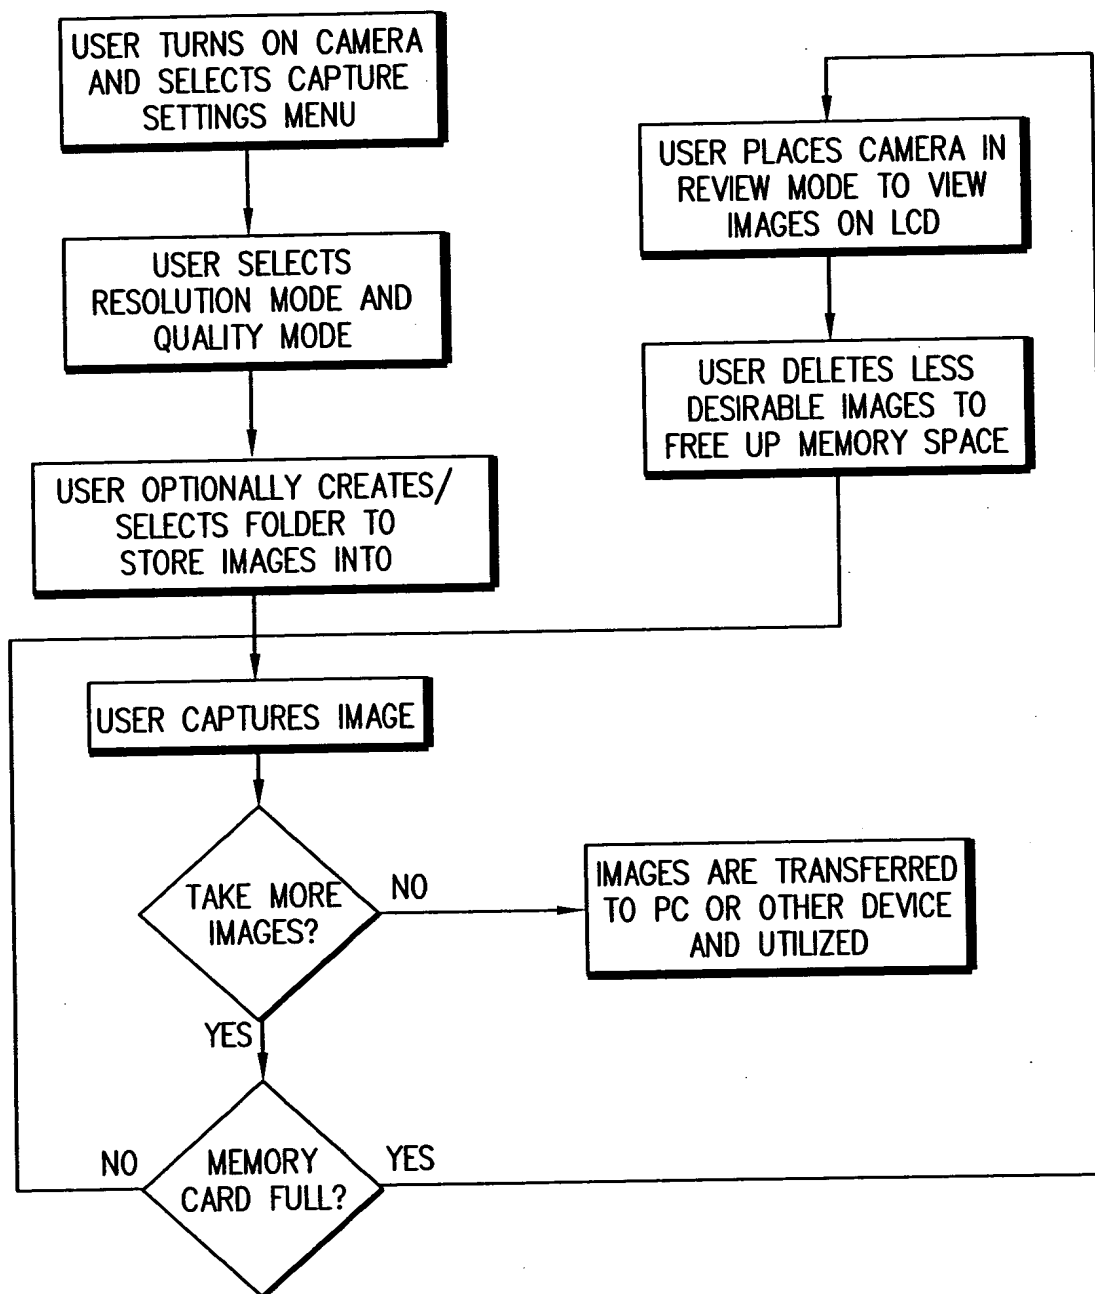 USER TURNS ON CAMERA
AND SELECTS CAPTURE
SETTINGS MENU
USER SELECTS
RESOLUTION MODE AND
QUALITY MODE
USER OPTIONALLY CREATES/
SELECTS FOLDER TO
STORE IMAGES INTO
USER CAPTURES IMAGE
TAKE MORE
IMAGES?
NO
YES
IMAGES ARE TRANSFERRED
TO PC OR OTHER DEVICE
AND UTILIZED
MEMORY
CARD FULL?
NO
YES
USER PLACES CAMERA IN
REVIEW MODE TO VIEW
IMAGES ON LCD
USER DELETES LESS
DESIRABLE IMAGES TO
FREE UP MEMORY SPACE